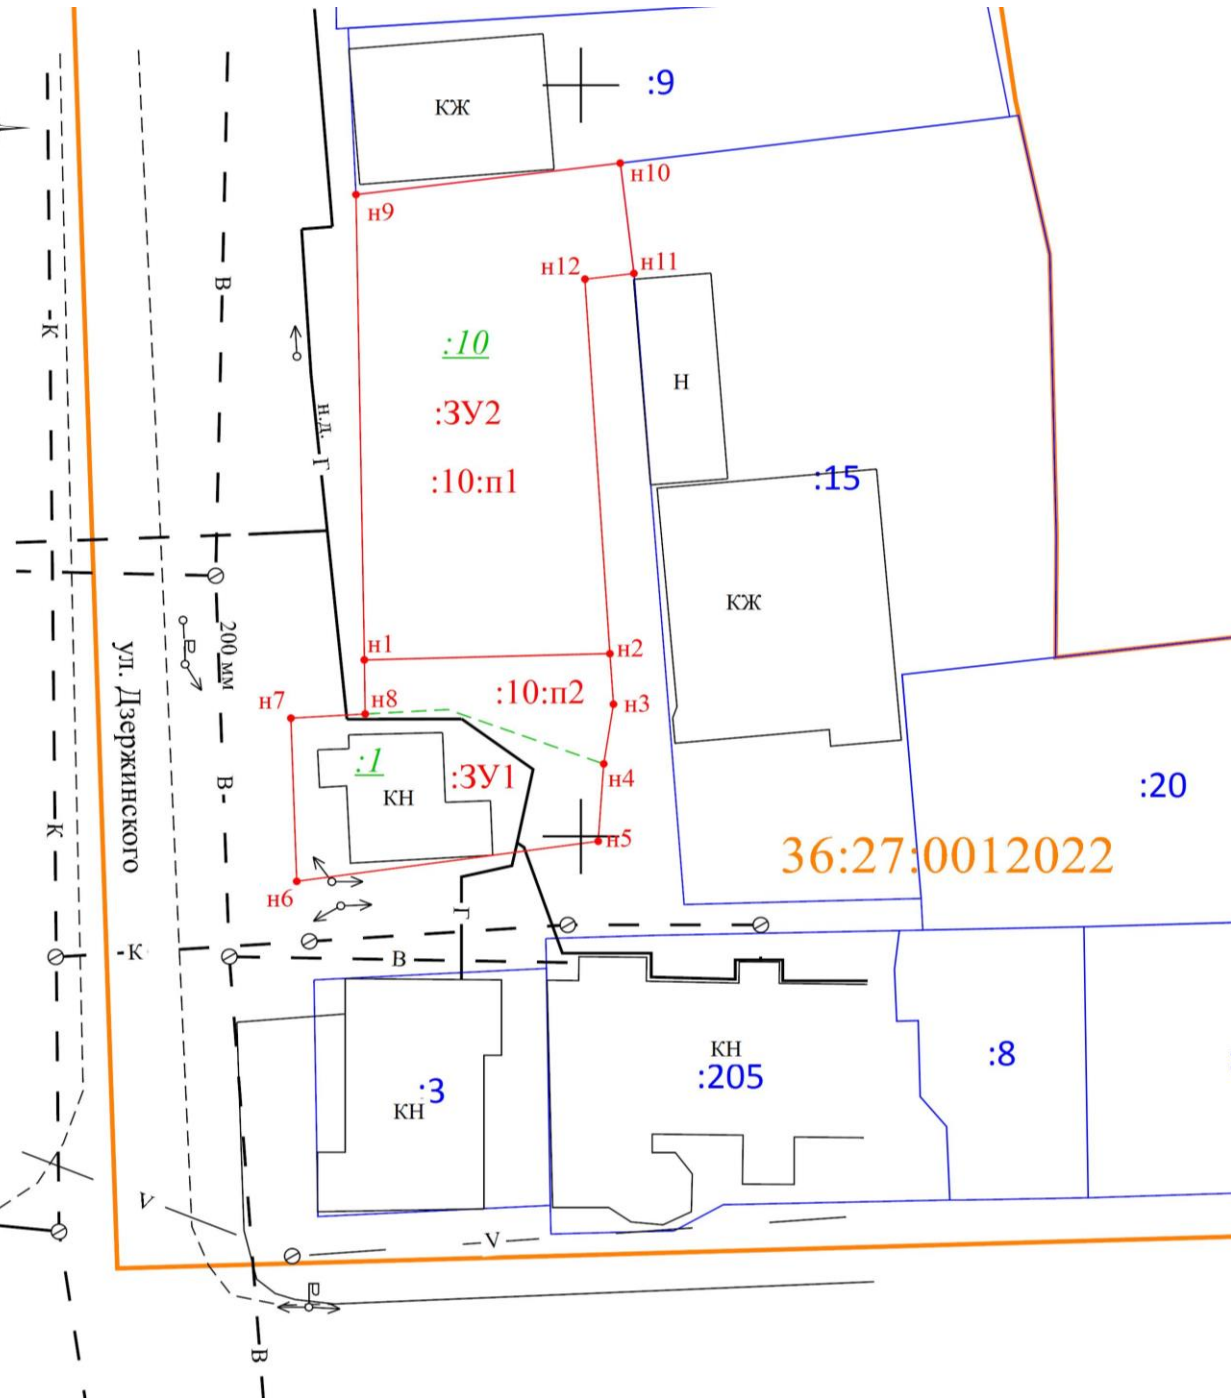 :9
КЖ
н10
н9
н11
н12
В
-К
:10
Н
:ЗУ2
н.д.
Г
:15
:10:п1
КЖ
200 мм
ул. Дзержинского
н1
н2
:10:п2
н8
н3
н7
:1
:ЗУ1
н4
КН
В-
:20
К
н5
36:27:0012022
н6
Г
-К
В
КН
:8
:205
:3
КН
V
V
В